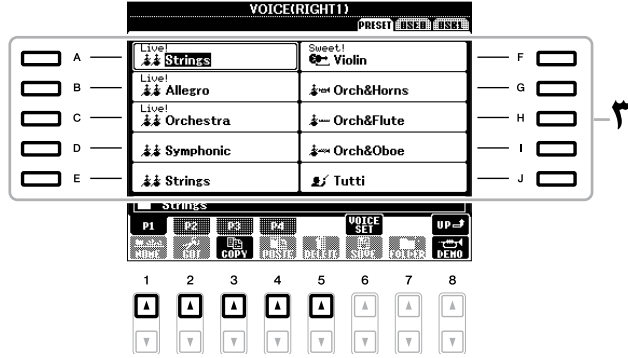 VOICE(RIGHT1)
PRESET USER USB1
Live!
Strings
Sweet!
Violin
A F
Live!
Allegro
Orch&Horns
B G
Live!
Orchestra
Orch&Flute
C H
٣
Symphonic
Orch&Oboe
D I
Strings
Tutti
E J
Strings
P1 P2 P3 P4 VOICE SET UP
NAME CUT COPY PASTE DELETE SAVE FOLDER DEMO
1 2 3 4 5 6 7 8